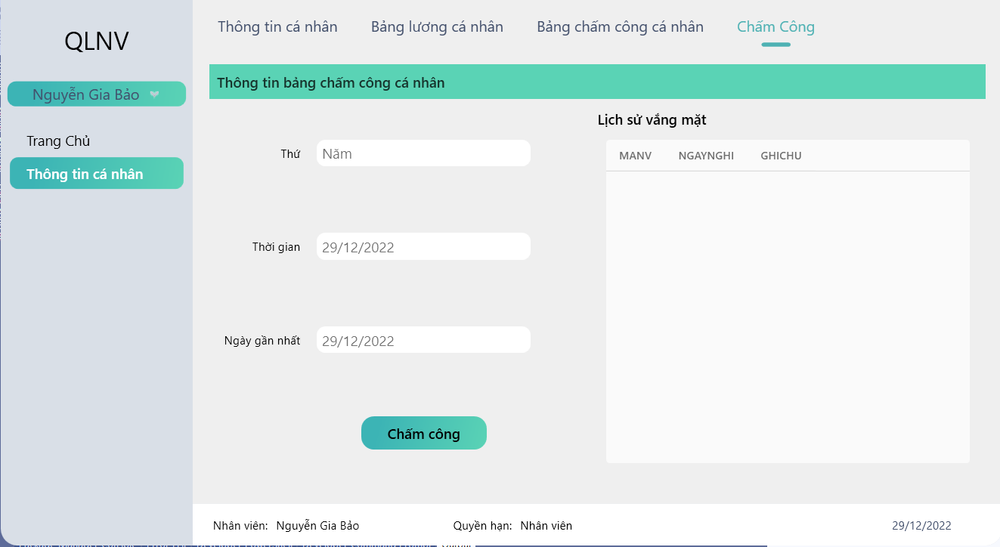 QLNV
Nguyễn Gia Bảo
Trang Chủ
Thông tin cá nhân
Thông tin cá nhân
Bảng lương cá nhân
Bảng chấm công cá nhân
Chấm Công
Thông tin bảng chấm công cá nhân
Thứ
Năm
Thời gian
29/12/2022
Ngày gần nhất
29/12/2022
Chấm công
Lịch sử vắng mặt
MANV NGAYNGHI GHICHU
Nhân viên: Nguyễn Gia Bảo
Quyền hạn: Nhân viên
29/12/2022